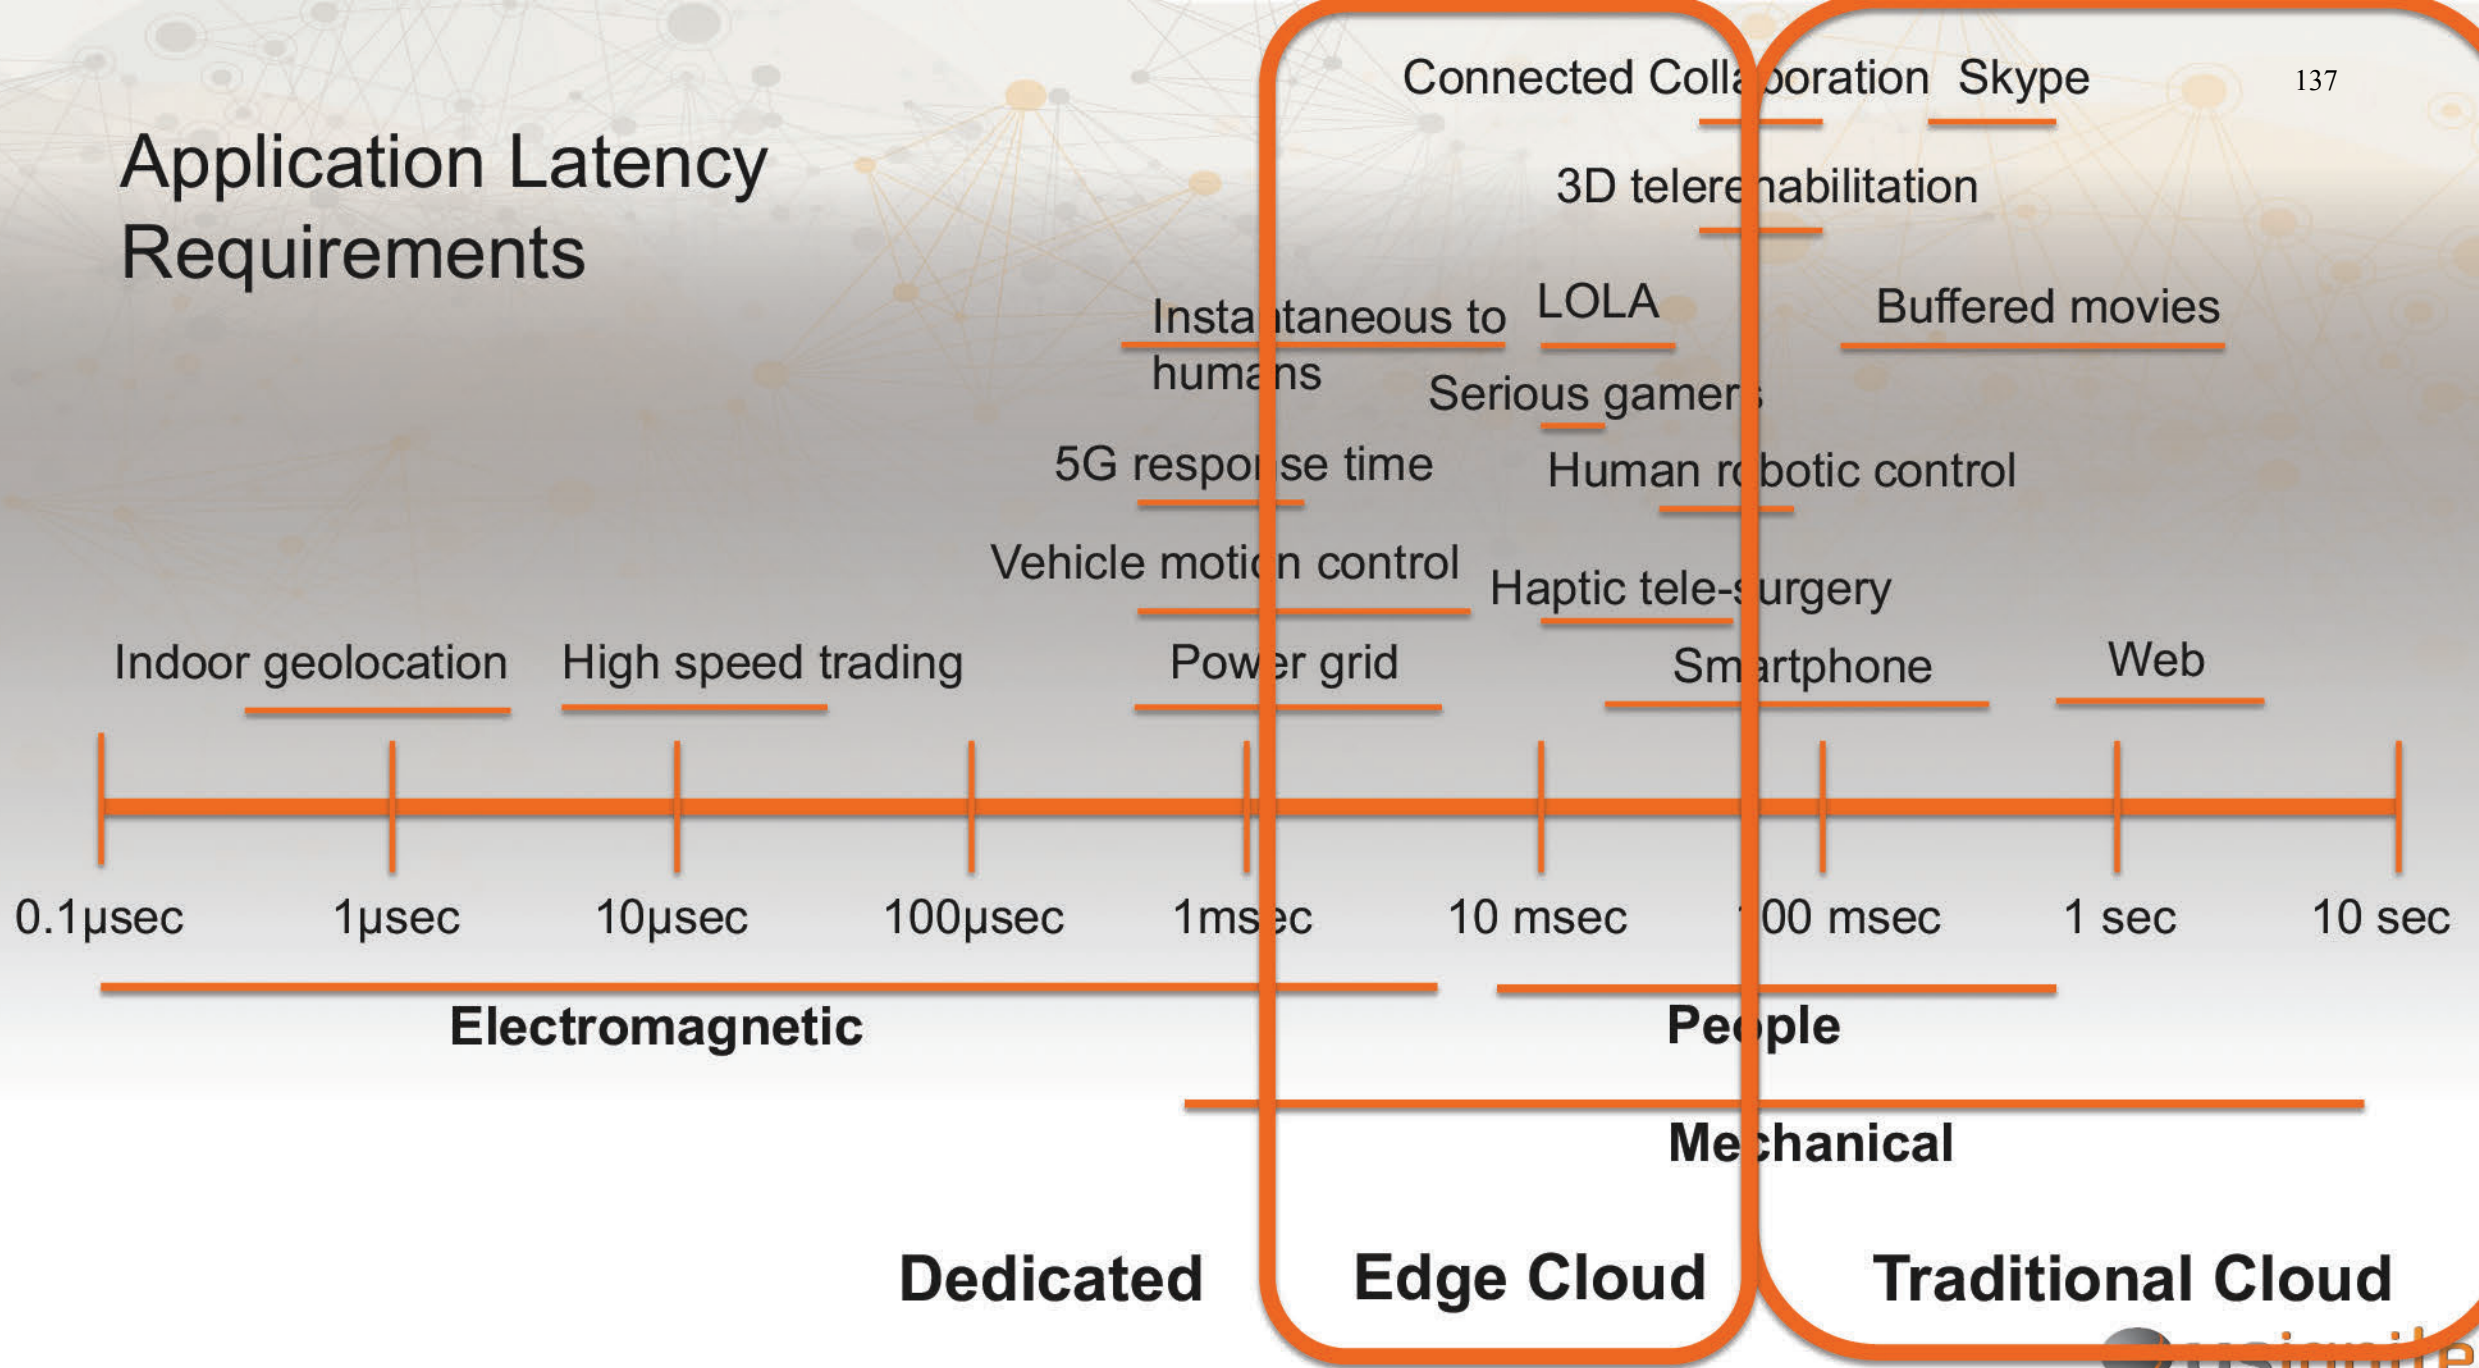 Connected Collaboration Skype
137
Application Latency
Requirements
3D telerehabilitation
Instantaneous to
humans
LOLA
Buffered movies
Serious gamers
5G response time
Human robotic control
Vehicle motion control
Haptic tele-surgery
Indoor geolocation
High speed trading
Power grid
Smartphone
Web
0.1µsec
1µsec
10µsec
100µsec
1msec
10 msec
100 msec
1 sec
10 sec
Electromagnetic
People
Mechanical
Dedicated
Edge Cloud
Traditional Cloud
usignite